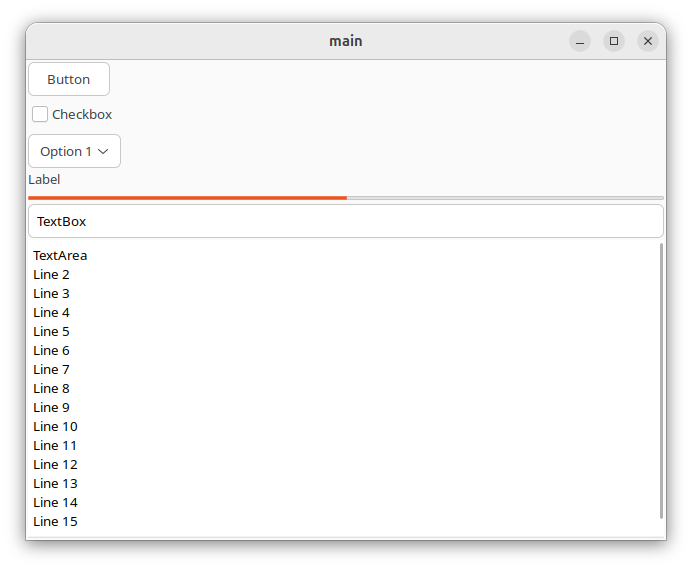 main
Button
Checkbox
Option 1
Label
TextBox
TextArea
Line 2
Line 3
Line 4
Line 5
Line 6
Line 7
Line 8
Line 9
Line 10
Line 11
Line 12
Line 13
Line 14
Line 15